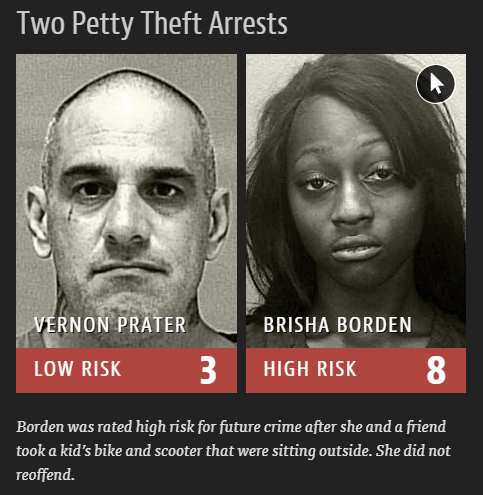 Two Petty Theft Arrests
VERNON PRATER
BRISHA BORDEN
LOW RISK 3
HIGH RISK 8
Borden was rated high risk for future crime after she and a friend
took a kid's bike and scooter that were sitting outside. She did not
reoffend.